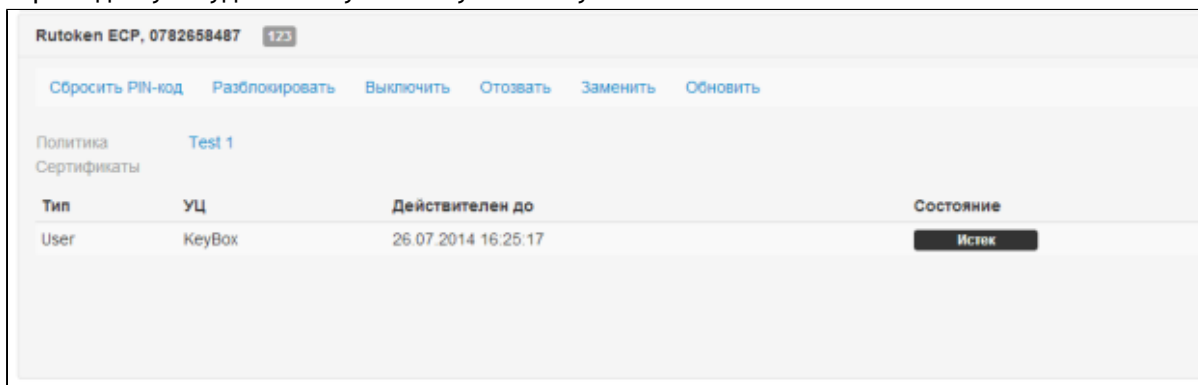 Rutoken ECP, 0782658487 123
Сбросить PIN-код Разблокировать Выключить Отозвать Заменить Обновить
Политика Test 1
Сертификаты
Тип УЦ Действителен до Состояние
User KeyBox 26.07.2014 16:25:17 Истек